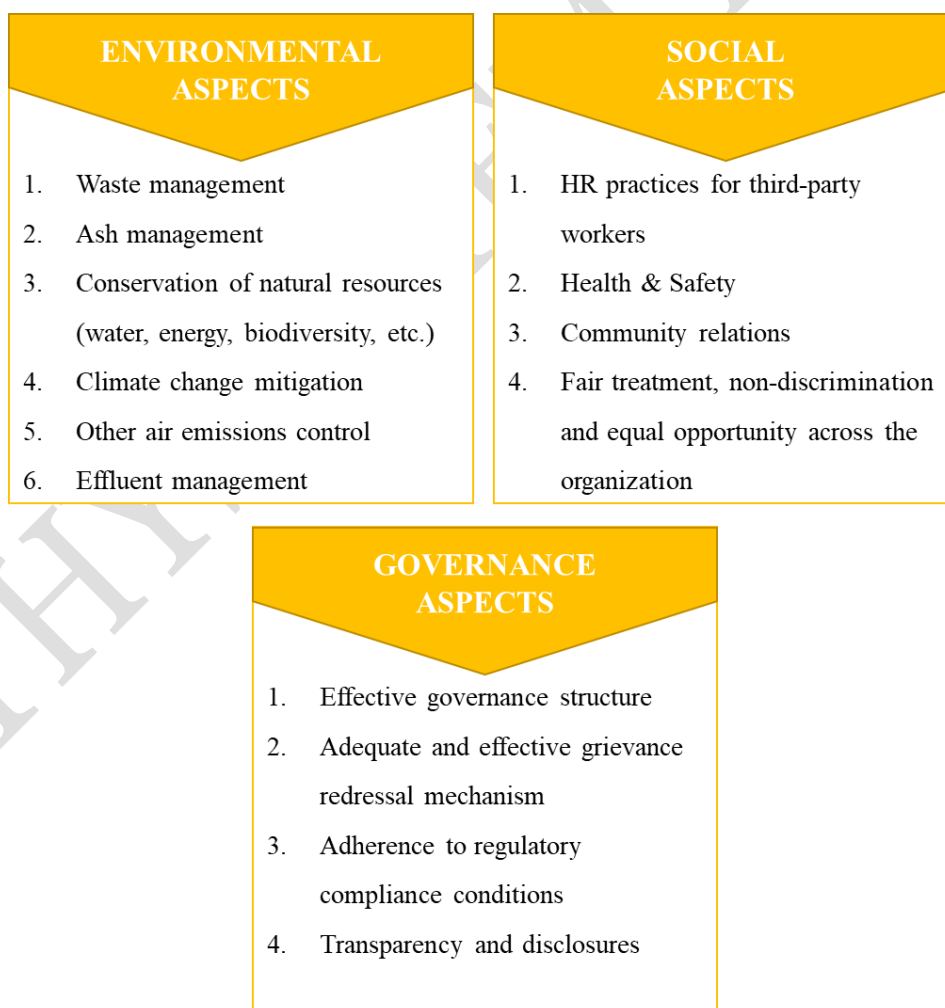 ENVIRONMENTAL
ASPECTS
1. Waste management
2. Ash management
3. Conservation of natural resources
(water, energy, biodiversity, etc.)
4. Climate change mitigation
5. Other air emissions control
6. Effluent management
SOCIAL
ASPECTS
1. HR practices for third-party
workers
2. Health & Safety
3. Community relations
4. Fair treatment, non-discrimination
and equal opportunity across the
organization
GOVERNANCE
ASPECTS
1. Effective governance structure
2. Adequate and effective grievance
redressal mechanism
3. Adherence to regulatory
compliance conditions
4. Transparency and disclosures